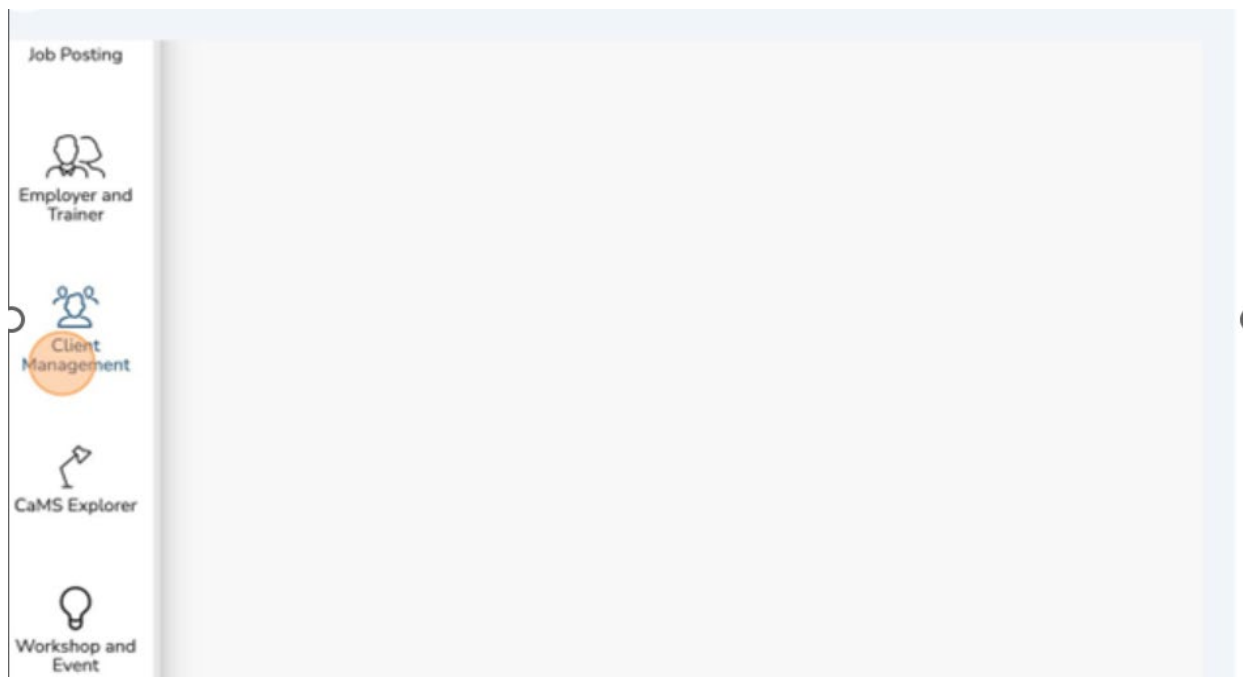 Job Posting
Employer and
Trainer
Client
Management
CaMS Explorer
Workshop and
Event